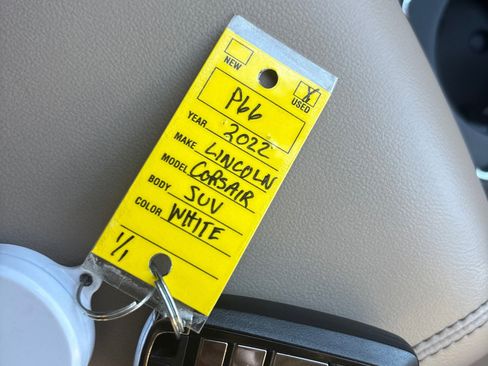 NEW
X
USED
P66
YEAR 2022
MAKE LINCOLN
MODEL CORSAIR
BODY SUV
COLOR WHITE
1/1